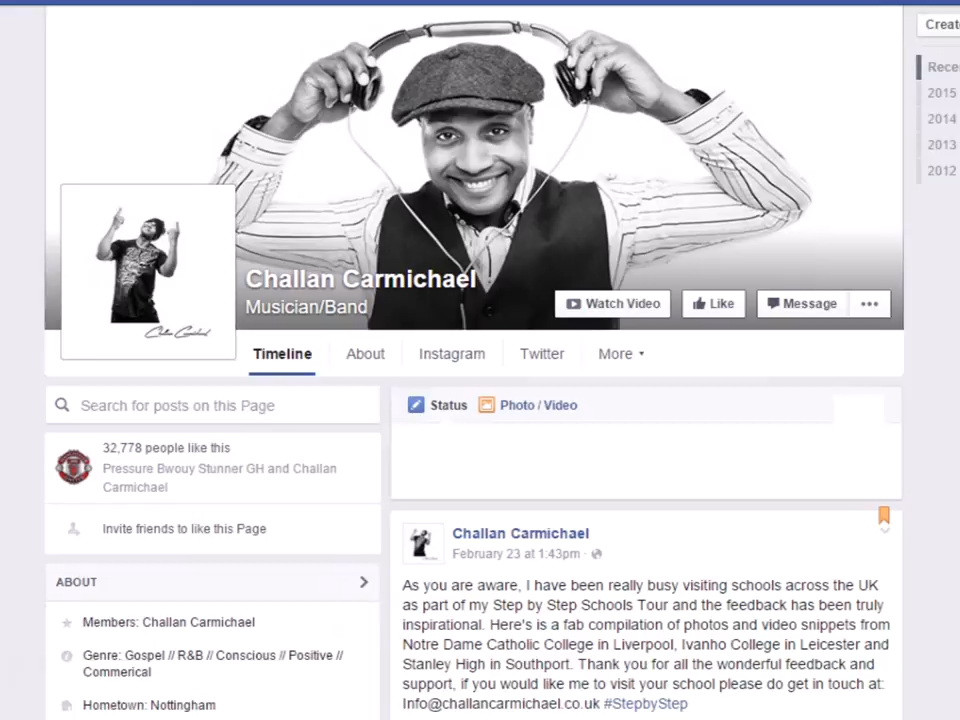 Create
Recen
2015
2014
2013
2012
Challan Carmichael
Musician/Band
Watch Video
Like
Message
Timeline
About
Instagram
Twitter
More
Search for posts on this Page
Status
Photo / Video
32,778 people like this
Pressure Bwouy Stunner GH and Challan
Carmichael
Invite friends to like this Page
ABOUT
Members: Challan Carmichael
Genre: Gospel // R&B // Conscious // Positive //
Commerical
Hometown: Nottingham
Challan Carmichael
February 23 at 1:43pm ·
As you are aware, I have been really busy visiting schools across the UK
as part of my Step by Step Schools Tour and the feedback has been truly
inspirational. Here's is a fab compilation of photos and video snippets from
Notre Dame Catholic College in Liverpool, Ivanho College in Leicester and
Stanley High in Southport. Thank you for all the wonderful feedback and
support, if you would like me to visit your school please do get in touch at:
Info@challancarmichael.co.uk #StepbyStep